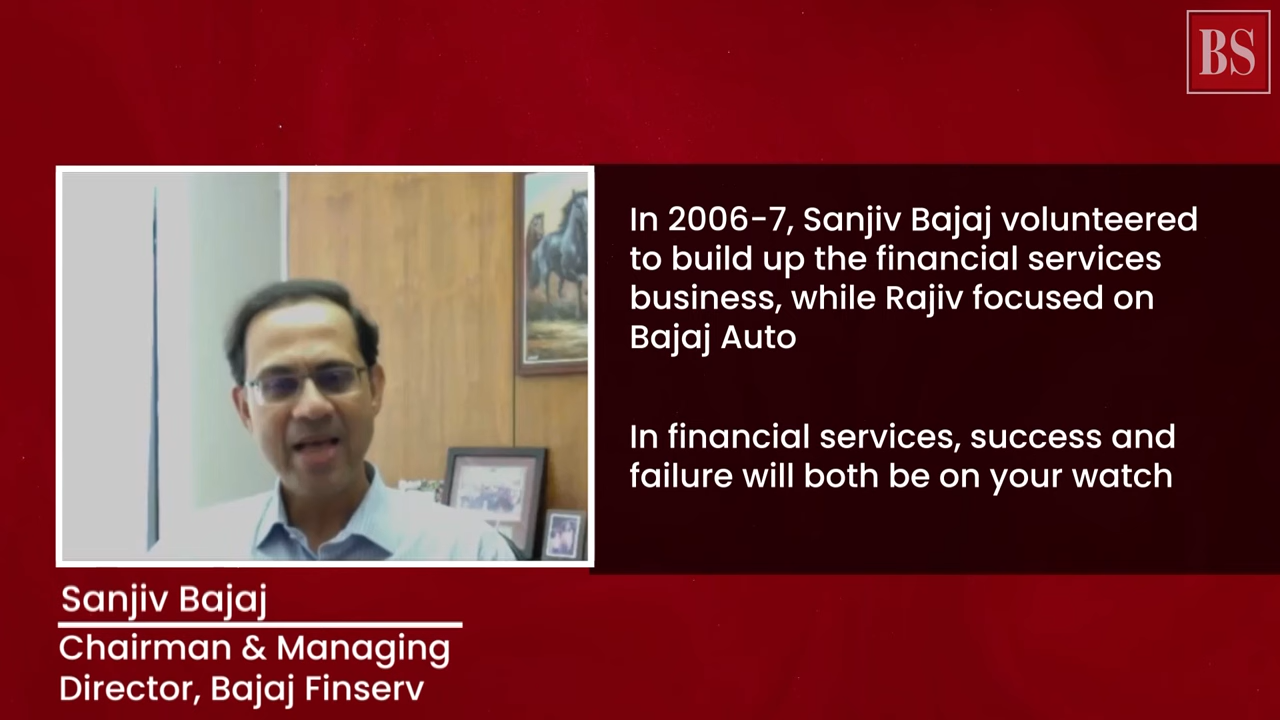 BS
In 2006-7, Sanjiv Bajaj volunteered
to build up the financial services
business, while Rajiv focused on
Bajaj Auto
In financial services, success and
failure will both be on your watch
Sanjiv Bajaj
Chairman & Managing
Director, Bajaj Finserv